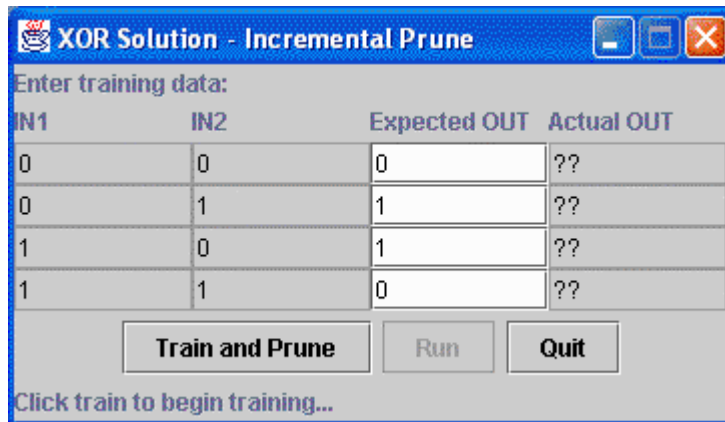 XOR Solution - Incremental Prune
Enter training data:
IN1 IN2 Expected OUT Actual OUT
0 0 0 ??
0 1 1 ??
1 0 1 ??
1 1 0 ??
Train and Prune Run Quit
Click train to begin training...